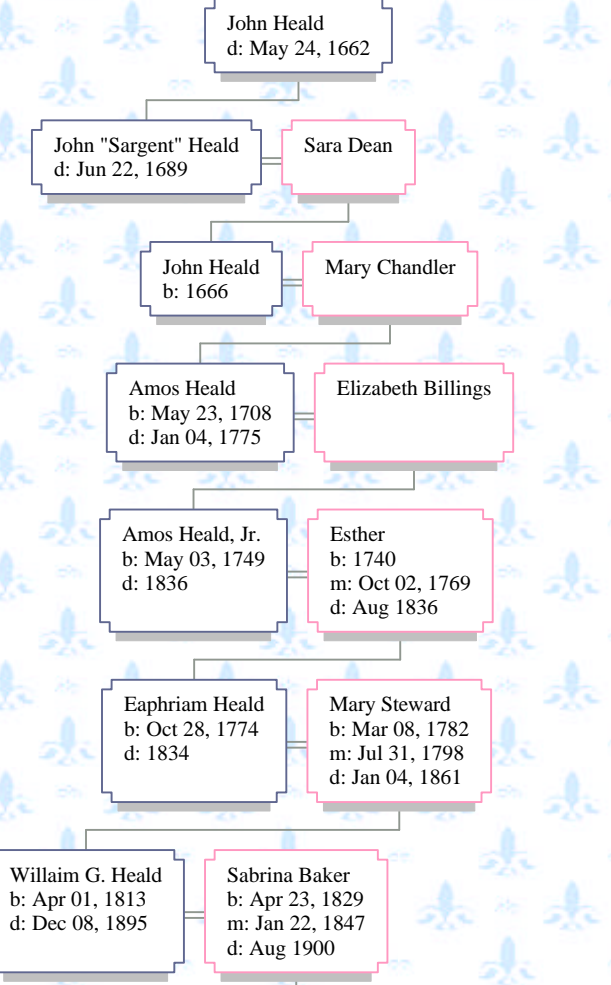 John Heald
d: May 24, 1662
John "Sargent" Heald
d: Jun 22, 1689
Sara Dean
John Heald
b: 1666
Mary Chandler
Amos Heald
b: May 23, 1708
d: Jan 04, 1775
Elizabeth Billings
Amos Heald, Jr.
b: May 03, 1749
d: 1836
Esther
b: 1740
m: Oct 02, 1769
d: Aug 1836
Eaphriam Heald
b: Oct 28, 1774
d: 1834
Mary Steward
b: Mar 08, 1782
m: Jul 31, 1798
d: Jan 04, 1861
Willaim G. Heald
b: Apr 01, 1813
d: Dec 08, 1895
Sabrina Baker
b: Apr 23, 1829
m: Jan 22, 1847
d: Aug 1900